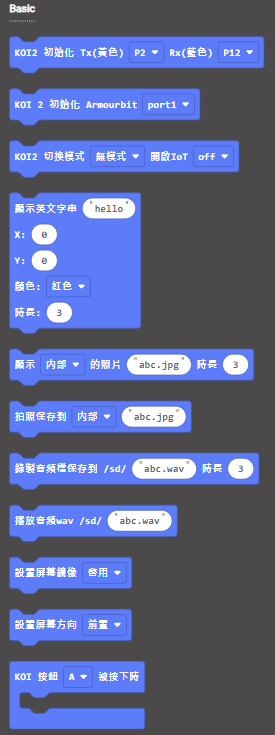 Basic
KOI2 初始化 Tx(黃色) P2 Rx(藍色) P12
KOI 2 初始化 Armourbit port1
KOI2 切換模式 無模式 開啟IoT off
顯示英文字串 "hello"
X: 0
Y: 0
顏色: 紅色
時長: 3
顯示 內部 的照片 "abc.jpg" 時長 3
拍照保存到 內部 "abc.jpg"
錄製音頻檔保存到 /sd/ "abc.wav" 時長 3
播放音頻wav /sd/ "abc.wav"
設置屏幕鏡像 啓用
設置屏幕方向 前置
KOI 按鈕 A 被按下時